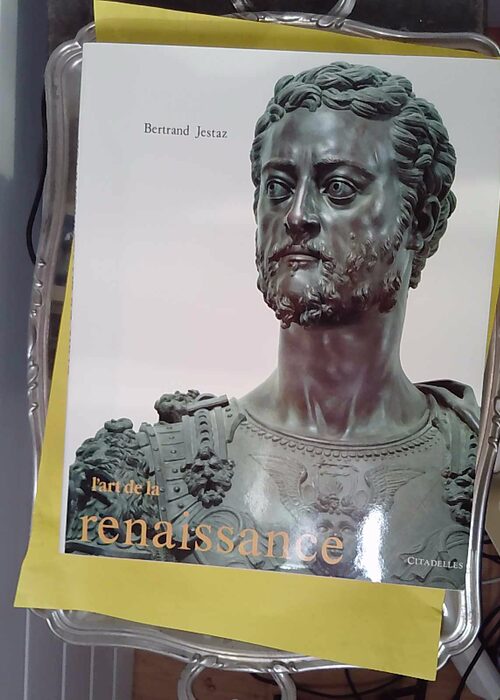 Bertrand Jestaz
l'art de la
renaissance
CITADELLES